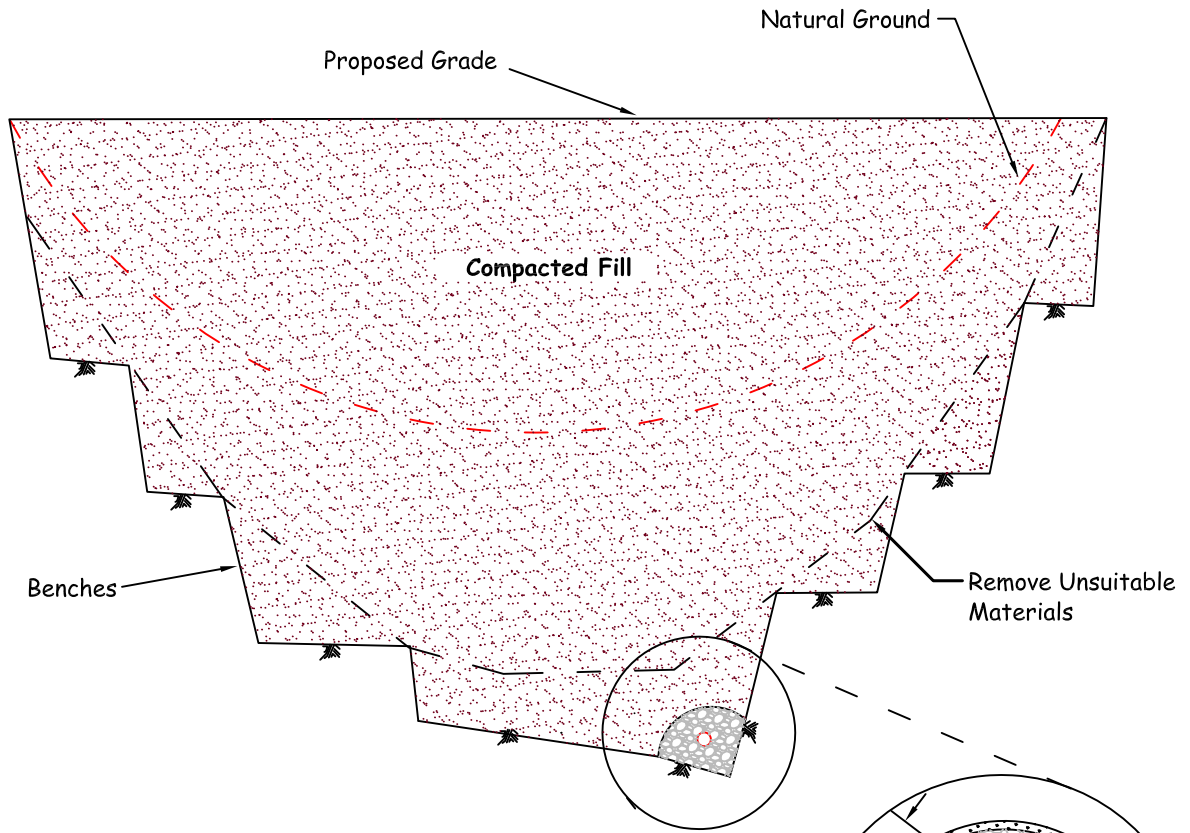 Natural Ground
Proposed Grade
Compacted Fill
Benches
Remove Unsuitable
Materials